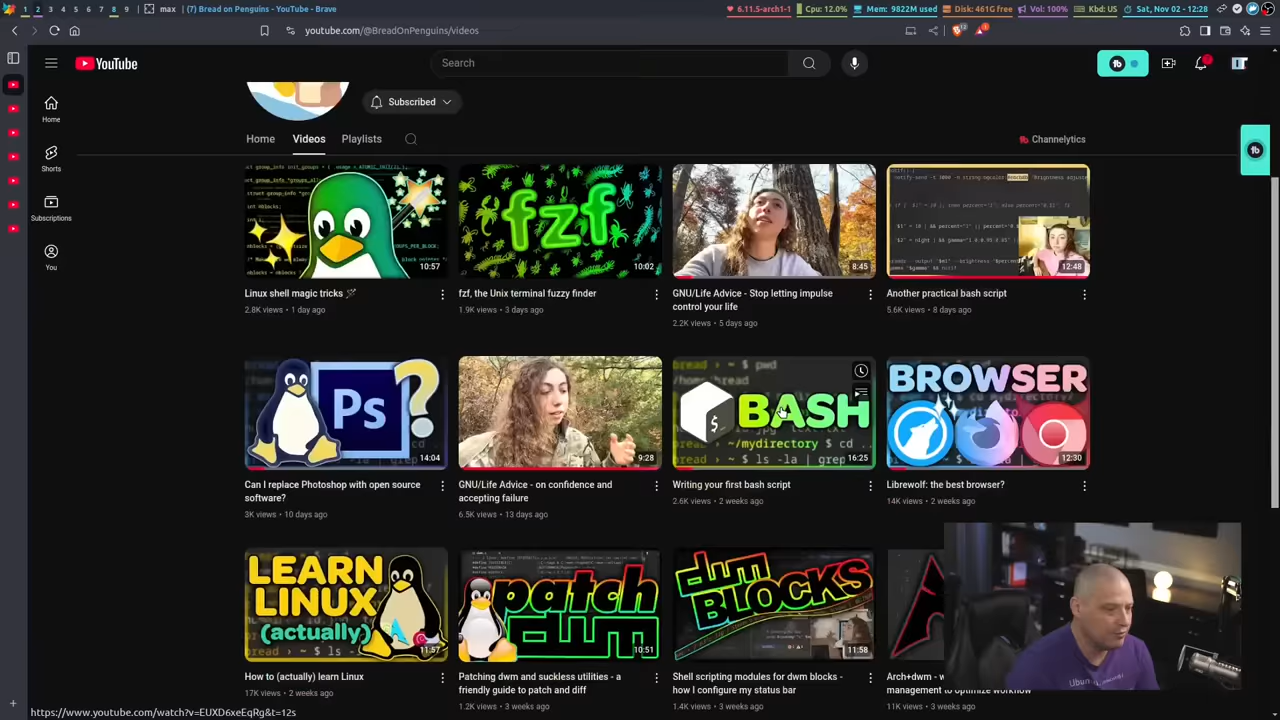 1 2 3 4 5 6 7 8 9 max (7) Bread on Penguins - YouTube - Brave
6.11.5-arch1-1 Cpu: 12.0% Mem: 9822M used Disk: 461G free Vol: 100% Kbd: US Sat, Nov 02 - 12:28
youtube.com/@BreadOnPenguins/videos
YouTube
Search
Home
Shorts
Subscriptions
You
Subscribed
Home Videos Playlists
Channelytics
10:57
10:02
8:45
12:48
fzf
Linux shell magic tricks
2.8K views • 1 day ago
fzf, the Unix terminal fuzzy finder
1.9K views • 3 days ago
GNU/Life Advice - Stop letting impulse
control your life
2.2K views • 5 days ago
Another practical bash script
5.6K views • 8 days ago
Ps ?
14:04
9:28
~ $ pwd
BASH
~/mydirectory $ cd ..
~ $ ls -la | grep
16:25
BROWSER
12:30
Can I replace Photoshop with open source
software?
3K views • 10 days ago
GNU/Life Advice - on confidence and
accepting failure
6.5K views • 13 days ago
Writing your first bash script
2.6K views • 2 weeks ago
Librewolf: the best browser?
14K views • 2 weeks ago
LEARN
LINUX
(actually)
11:57
patch
dwm
10:51
dwm
BLOCKS
11:58
How to (actually) learn Linux
17K views • 2 weeks ago
Patching dwm and suckless utilities - a
friendly guide to patch and diff
1.2K views • 3 weeks ago
Shell scripting modules for dwm blocks -
how I configure my status bar
1.4K views • 3 weeks ago
Arch+dwm - w
management to optimize workflow
11K views • 3 weeks ago
https://www.youtube.com/watch?v=EUXD6xeEqRg&t=12s